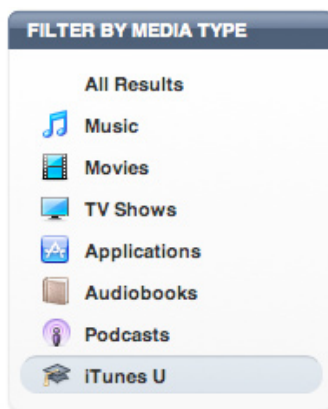 FILTER BY MEDIA TYPE
All Results
Music
Movies
TV Shows
Applications
Audiobooks
Podcasts
iTunes U